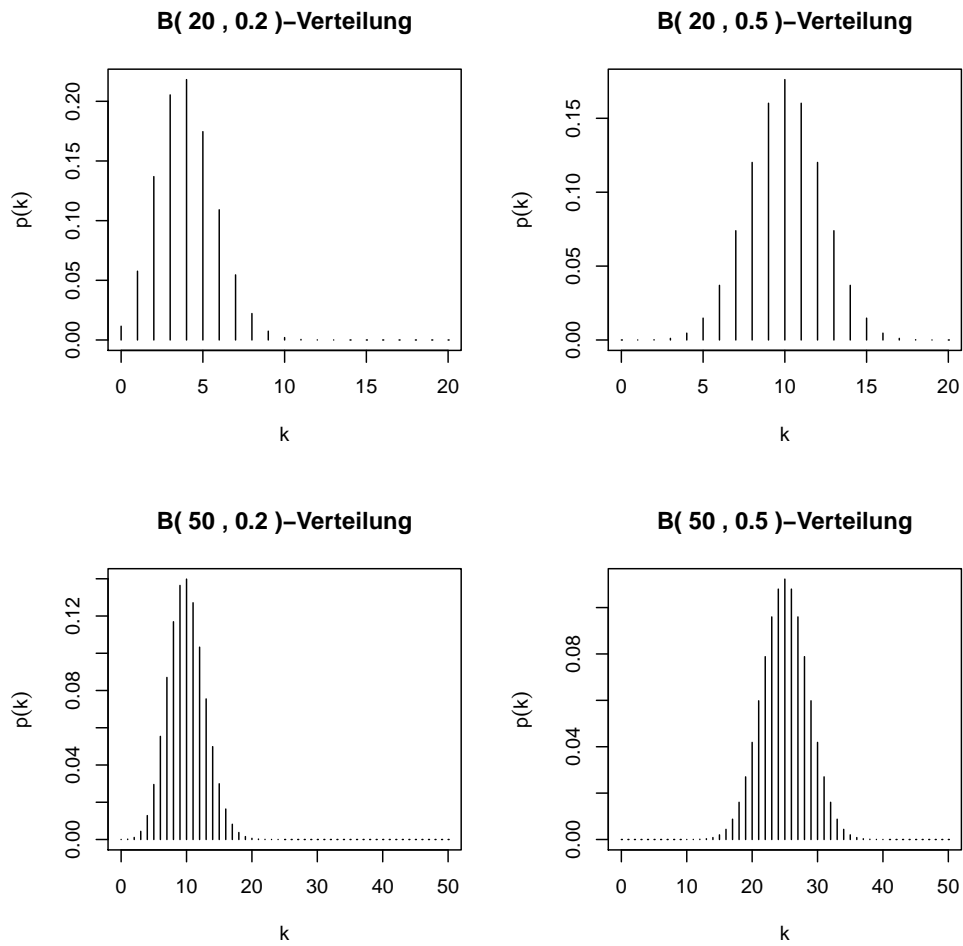 B( 20 , 0.2 )−Verteilung
p(k)
0.20
0.15
0.10
0.05
0.00
0 5 10 15 20
k
B( 20 , 0.5 )−Verteilung
p(k)
0.15
0.10
0.05
0.00
0 5 10 15 20
k
B( 50 , 0.2 )−Verteilung
p(k)
0.12
0.08
0.04
0.00
0 10 20 30 40 50
k
B( 50 , 0.5 )−Verteilung
p(k)
0.08
0.04
0.00
0 10 20 30 40 50
k